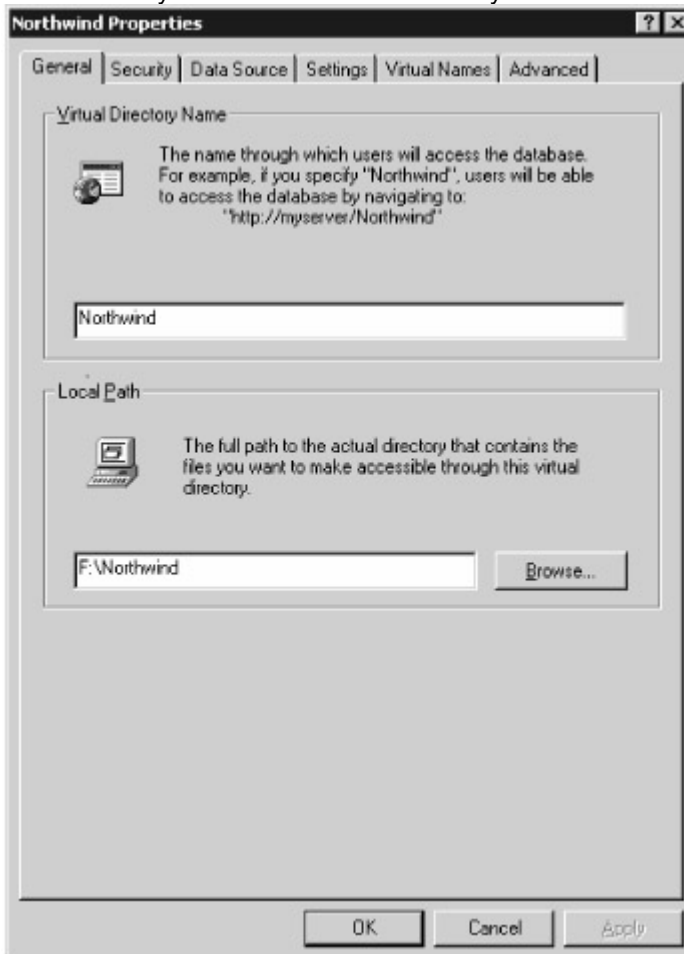 Northwind Properties
General Security Data Source Settings Virtual Names Advanced
Virtual Directory Name
The name through which users will access the database.
For example, if you specify "Northwind", users will be able
to access the database by navigating to:
"http://myserver/Northwind"
Northwind
Local Path
The full path to the actual directory that contains the
files you want to make accessible through this virtual
directory.
F:\Northwind
Browse...
OK Cancel Apply